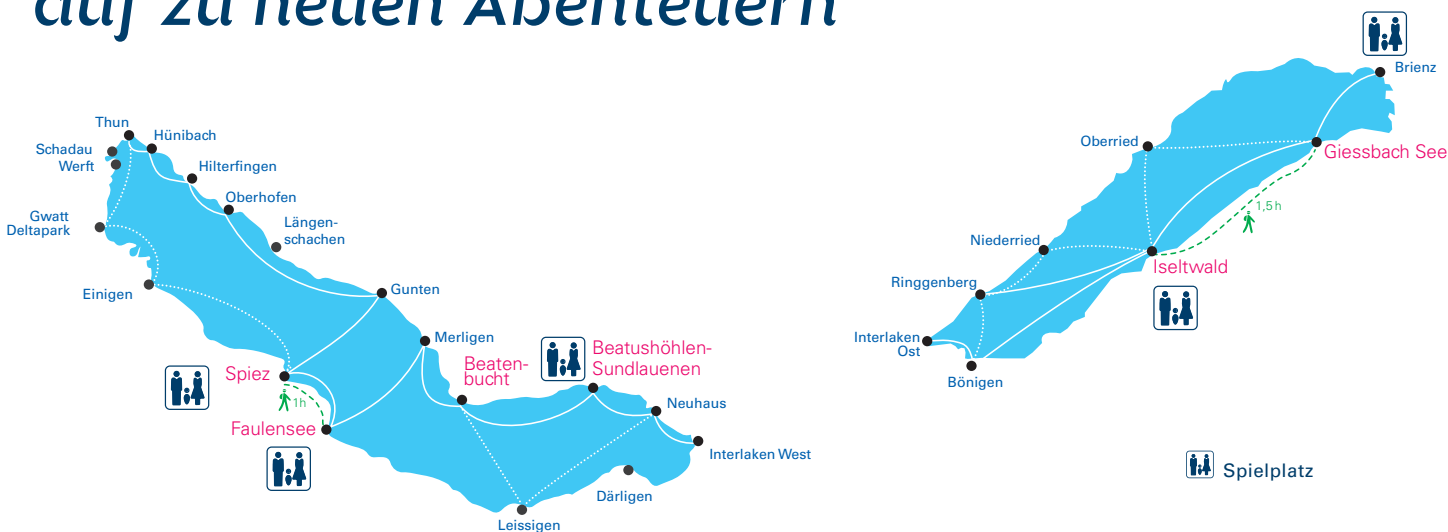 auf zu neuen Abenteuern
Thun
Hünibach
Schadau
Werft
Hilterfingen
Oberhofen
Gwatt
Deltapark
Längen-
schachen
Einigen
Gunten
Merligen
Spiez
1h
Faulensee
Beaten-
bucht
Beatushöhlen-
Sundlauenen
Neuhaus
Interlaken West
Därligen
Leissigen
Brienz
Oberried
Giessbach See
1,5h
Niederried
Iseltwald
Ringgenberg
Interlaken
Ost
Bönigen
Spielplatz